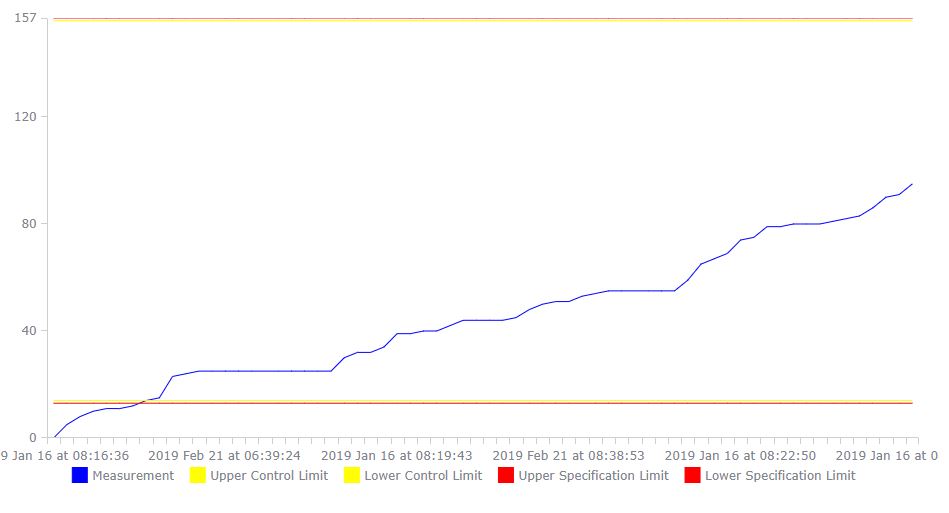 157
120
80
40
0
9 Jan 16 at 08:16:36 2019 Feb 21 at 06:39:24 2019 Jan 16 at 08:19:43 2019 Feb 21 at 08:38:53 2019 Jan 16 at 08:22:50 2019 Jan 16 at 0
Measurement Upper Control Limit Lower Control Limit Upper Specification Limit Lower Specification Limit